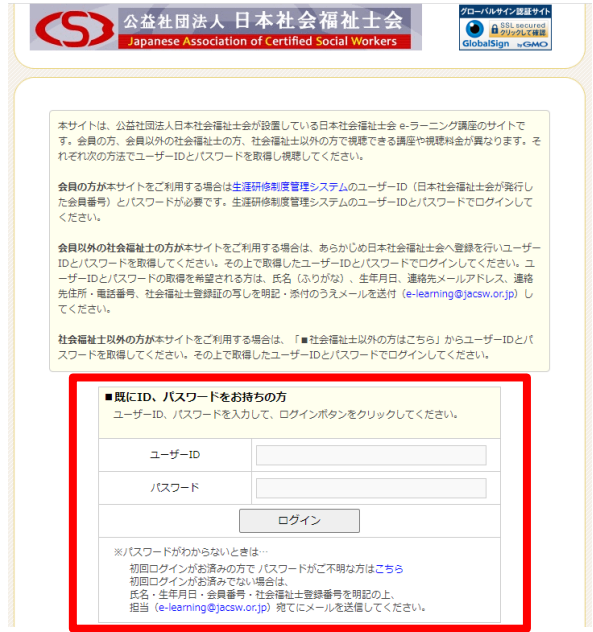 公益社団法人 日本社会福祉士会
Japanese Association of Certified Social Workers
グローバルサイン認証サイト
SSL secured
クリックして確認
GlobalSign by GMO
本サイトは、公益社団法人日本社会福祉士会が設置している日本社会福祉士会 e-ラーニング講座のサイトで
す。会員の方、会員以外の社会福祉士の方、社会福祉士以外の方で視聴できる講座や視聴料金が異なります。そ
れぞれ次の方法でユーザーIDとパスワードを取得し視聴してください。
会員の方が本サイトをご利用する場合は生涯研修制度管理システムのユーザーID（日本社会福祉士会が発行し
た会員番号）とパスワードが必要です。生涯研修制度管理システムのユーザーIDとパスワードでログインして
ください。
会員以外の社会福祉士の方が本サイトをご利用する場合は、あらかじめ日本社会福祉士会へ登録を行いユーザー
IDとパスワードを取得してください。その上で取得したユーザーIDとパスワードでログインしてください。ユ
ーザーIDとパスワードの取得を希望される方は、氏名（ふりがな）、生年月日、連絡先メールアドレス、連絡
先住所・電話番号、社会福祉士登録証の写しを明記・添付のうえメールを送付（e-learning@jacsw.or.jp）し
てください。
社会福祉士以外の方が本サイトをご利用する場合は、「■社会福祉士以外の方はこちら」からユーザーIDとパ
スワードを取得してください。その上で取得したユーザーIDとパスワードでログインしてください。
■既にID、パスワードをお持ちの方
ユーザーID、パスワードを入力して、ログインボタンをクリックしてください。
ユーザーID
パスワード
ログイン
※パスワードがわからないときは…
初回ログインがお済みの方で パスワードがご不明な方はこちら
初回ログインがお済みでない場合は、
氏名・生年月日・会員番号・社会福祉士登録番号を明記の上、
担当（e-learning@jacsw.or.jp）宛てにメールを送信してください。